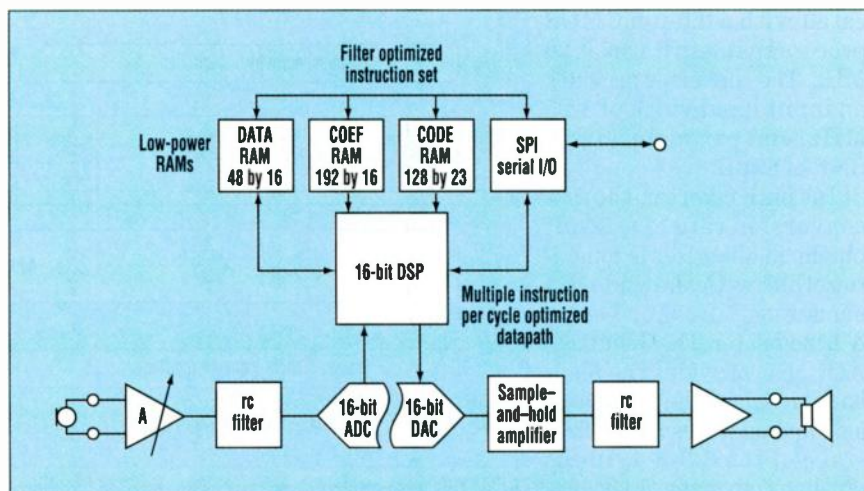 Filter optimized
instruction set
Low-power
RAMs
DATA
RAM
48 by 16
COEF
RAM
192 by 16
CODE
RAM
128 by 23
SPI
serial I/O
16-bit DSP
Multiple instruction
per cycle optimized
datapath
A
rc
filter
16-bit
ADC
16-bit
DAC
Sample–
and–hold
amplifier
rc
filter